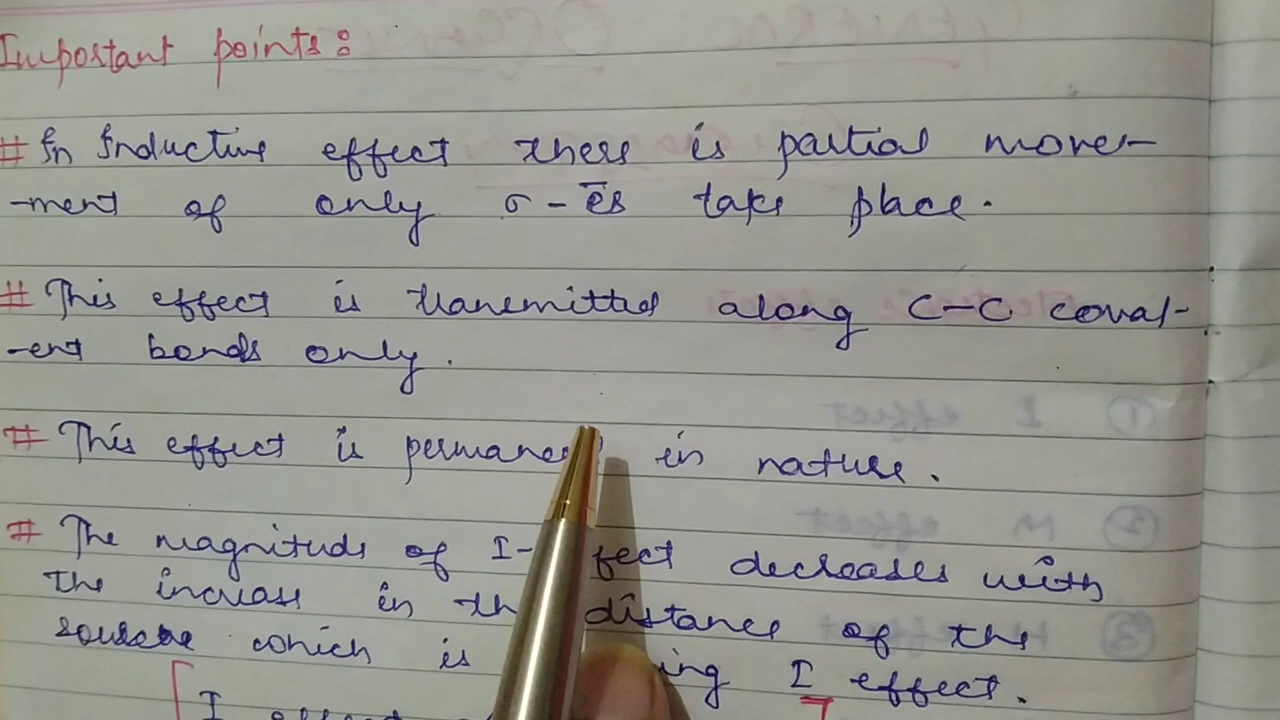 Important points:
# In Inductive effect there is partial move-
-ment of only σ-e̅s take place.
# This effect is transmitted along C-C coval-
-ent bonds only.
# This effect is permanent in nature.
# The magnitude of I- fect decreases with
the increase in th distance of the
source which is ing I effect.
I effect